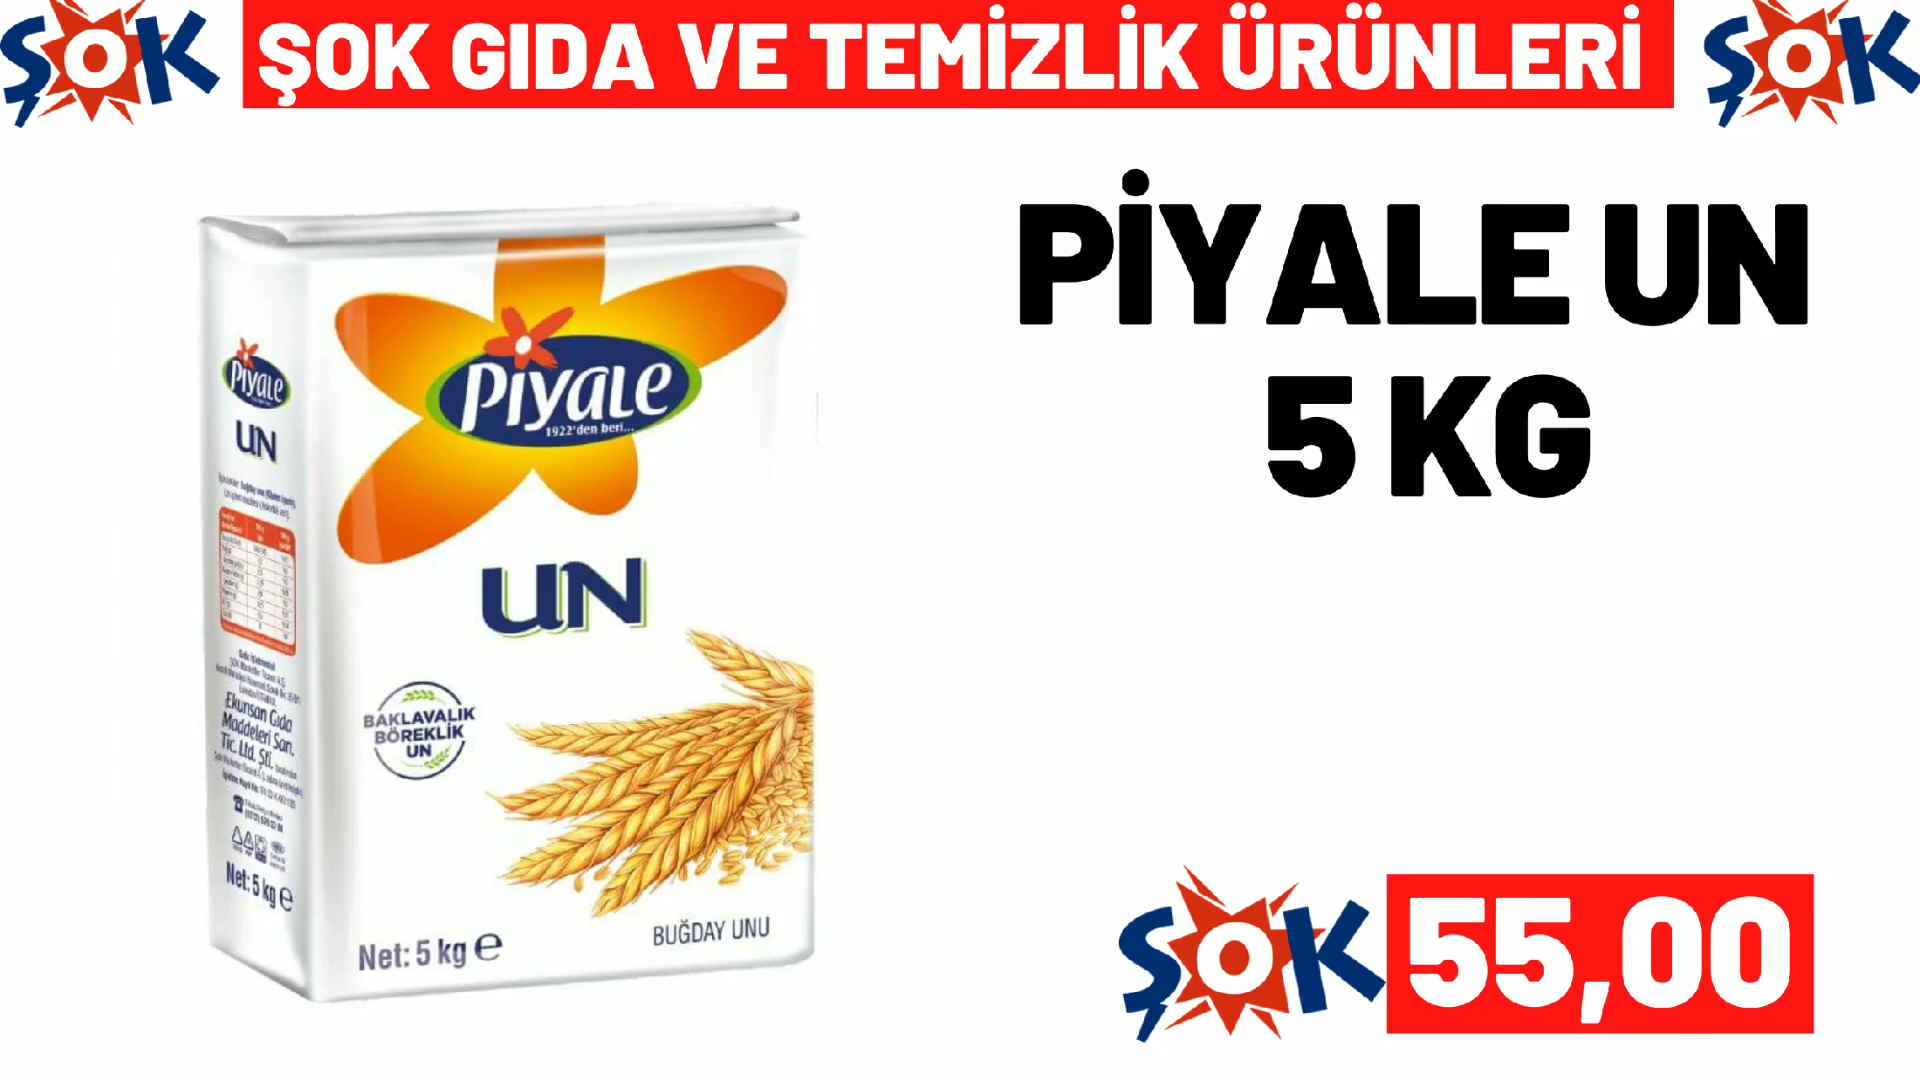 ŞOK
ŞOK GIDA VE TEMİZLİK ÜRÜNLERİ
ŞOK
PİYALE UN
5 KG
Piyale
1922'den beri...
UN
BAKLAVALIK
BÖREKLİK
UN
BUĞDAY UNU
Net: 5 kg e
Piyale
UN
Ekurısan Gıda
Maddeleri San.
Tic. Ltd. Şti.
Net: 5 kg e
ŞOK
55,00